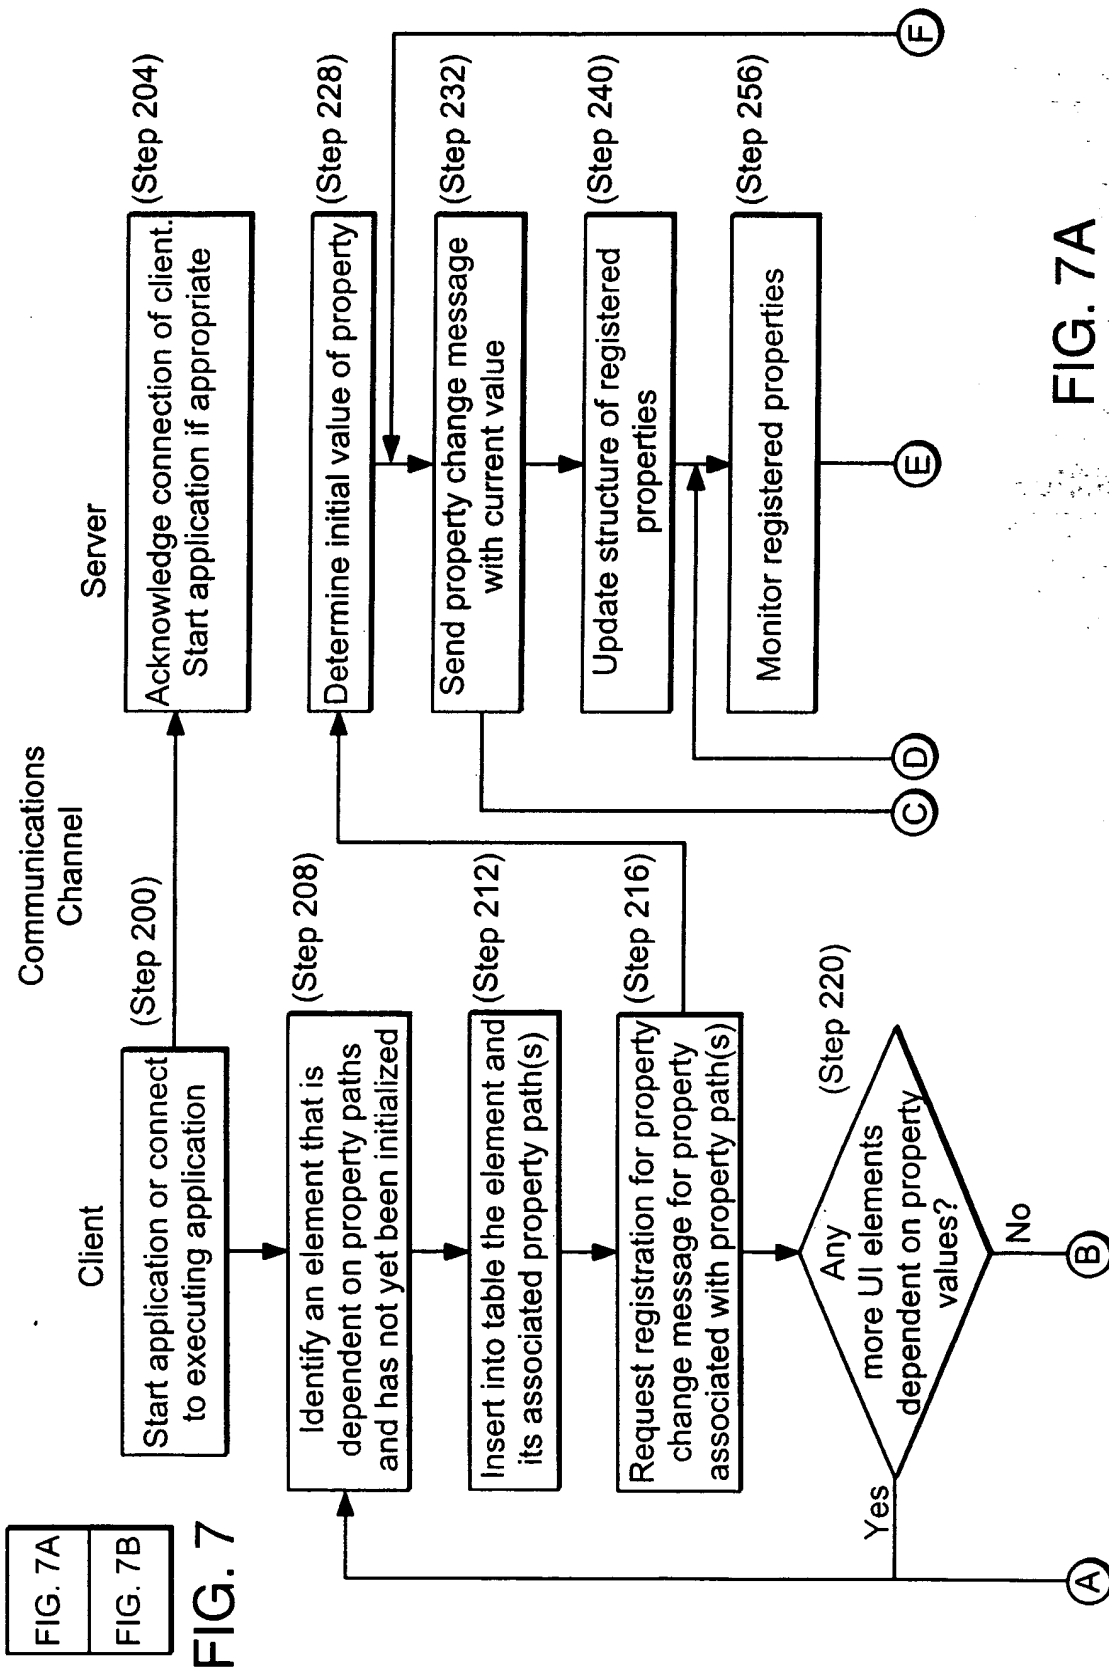 FIG. 7A
FIG. 7B
FIG. 7
Communications
Channel
Client
Server
Start application or connect
to executing application
(Step 200)
Acknowledge connection of client.
Start application if appropriate
(Step 204)
Identify an element that is
dependent on property paths
and has not yet been initialized
(Step 208)
Determine initial value of property
(Step 228)
Insert into table the element and
its associated property path(s)
(Step 212)
Send property change message
with current value
(Step 232)
Request registration for property
change message for property
associated with property path(s)
(Step 216)
Update structure of registered
properties
(Step 240)
Monitor registered properties
(Step 256)
Any
more UI elements
dependent on property
values?
(Step 220)
Yes
No
A
B
C
D
E
F
FIG. 7A